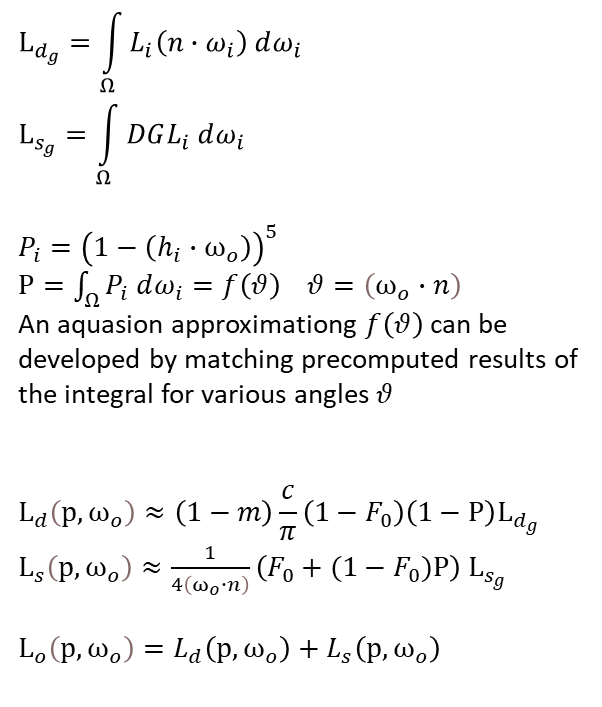 L_{d_g} = ∫_Ω L_i (n · ω_i) dω_i
L_{s_g} = ∫_Ω DGL_i dω_i
P_i = (1 − (h_i · ω_o))^5
P = ∫_Ω P_i dω_i = f(ϑ)   ϑ = (ω_o · n)
An aquasion approximationg f(ϑ) can be
developed by matching precomputed results of
the integral for various angles ϑ
L_d(p, ω_o) ≈ (1 − m) c/π (1 − F_0)(1 − P)L_{d_g}
L_s(p, ω_o) ≈ 1/(4(ω_o·n)) (F_0 + (1 − F_0)P) L_{s_g}
L_o(p, ω_o) = L_d(p, ω_o) + L_s(p, ω_o)